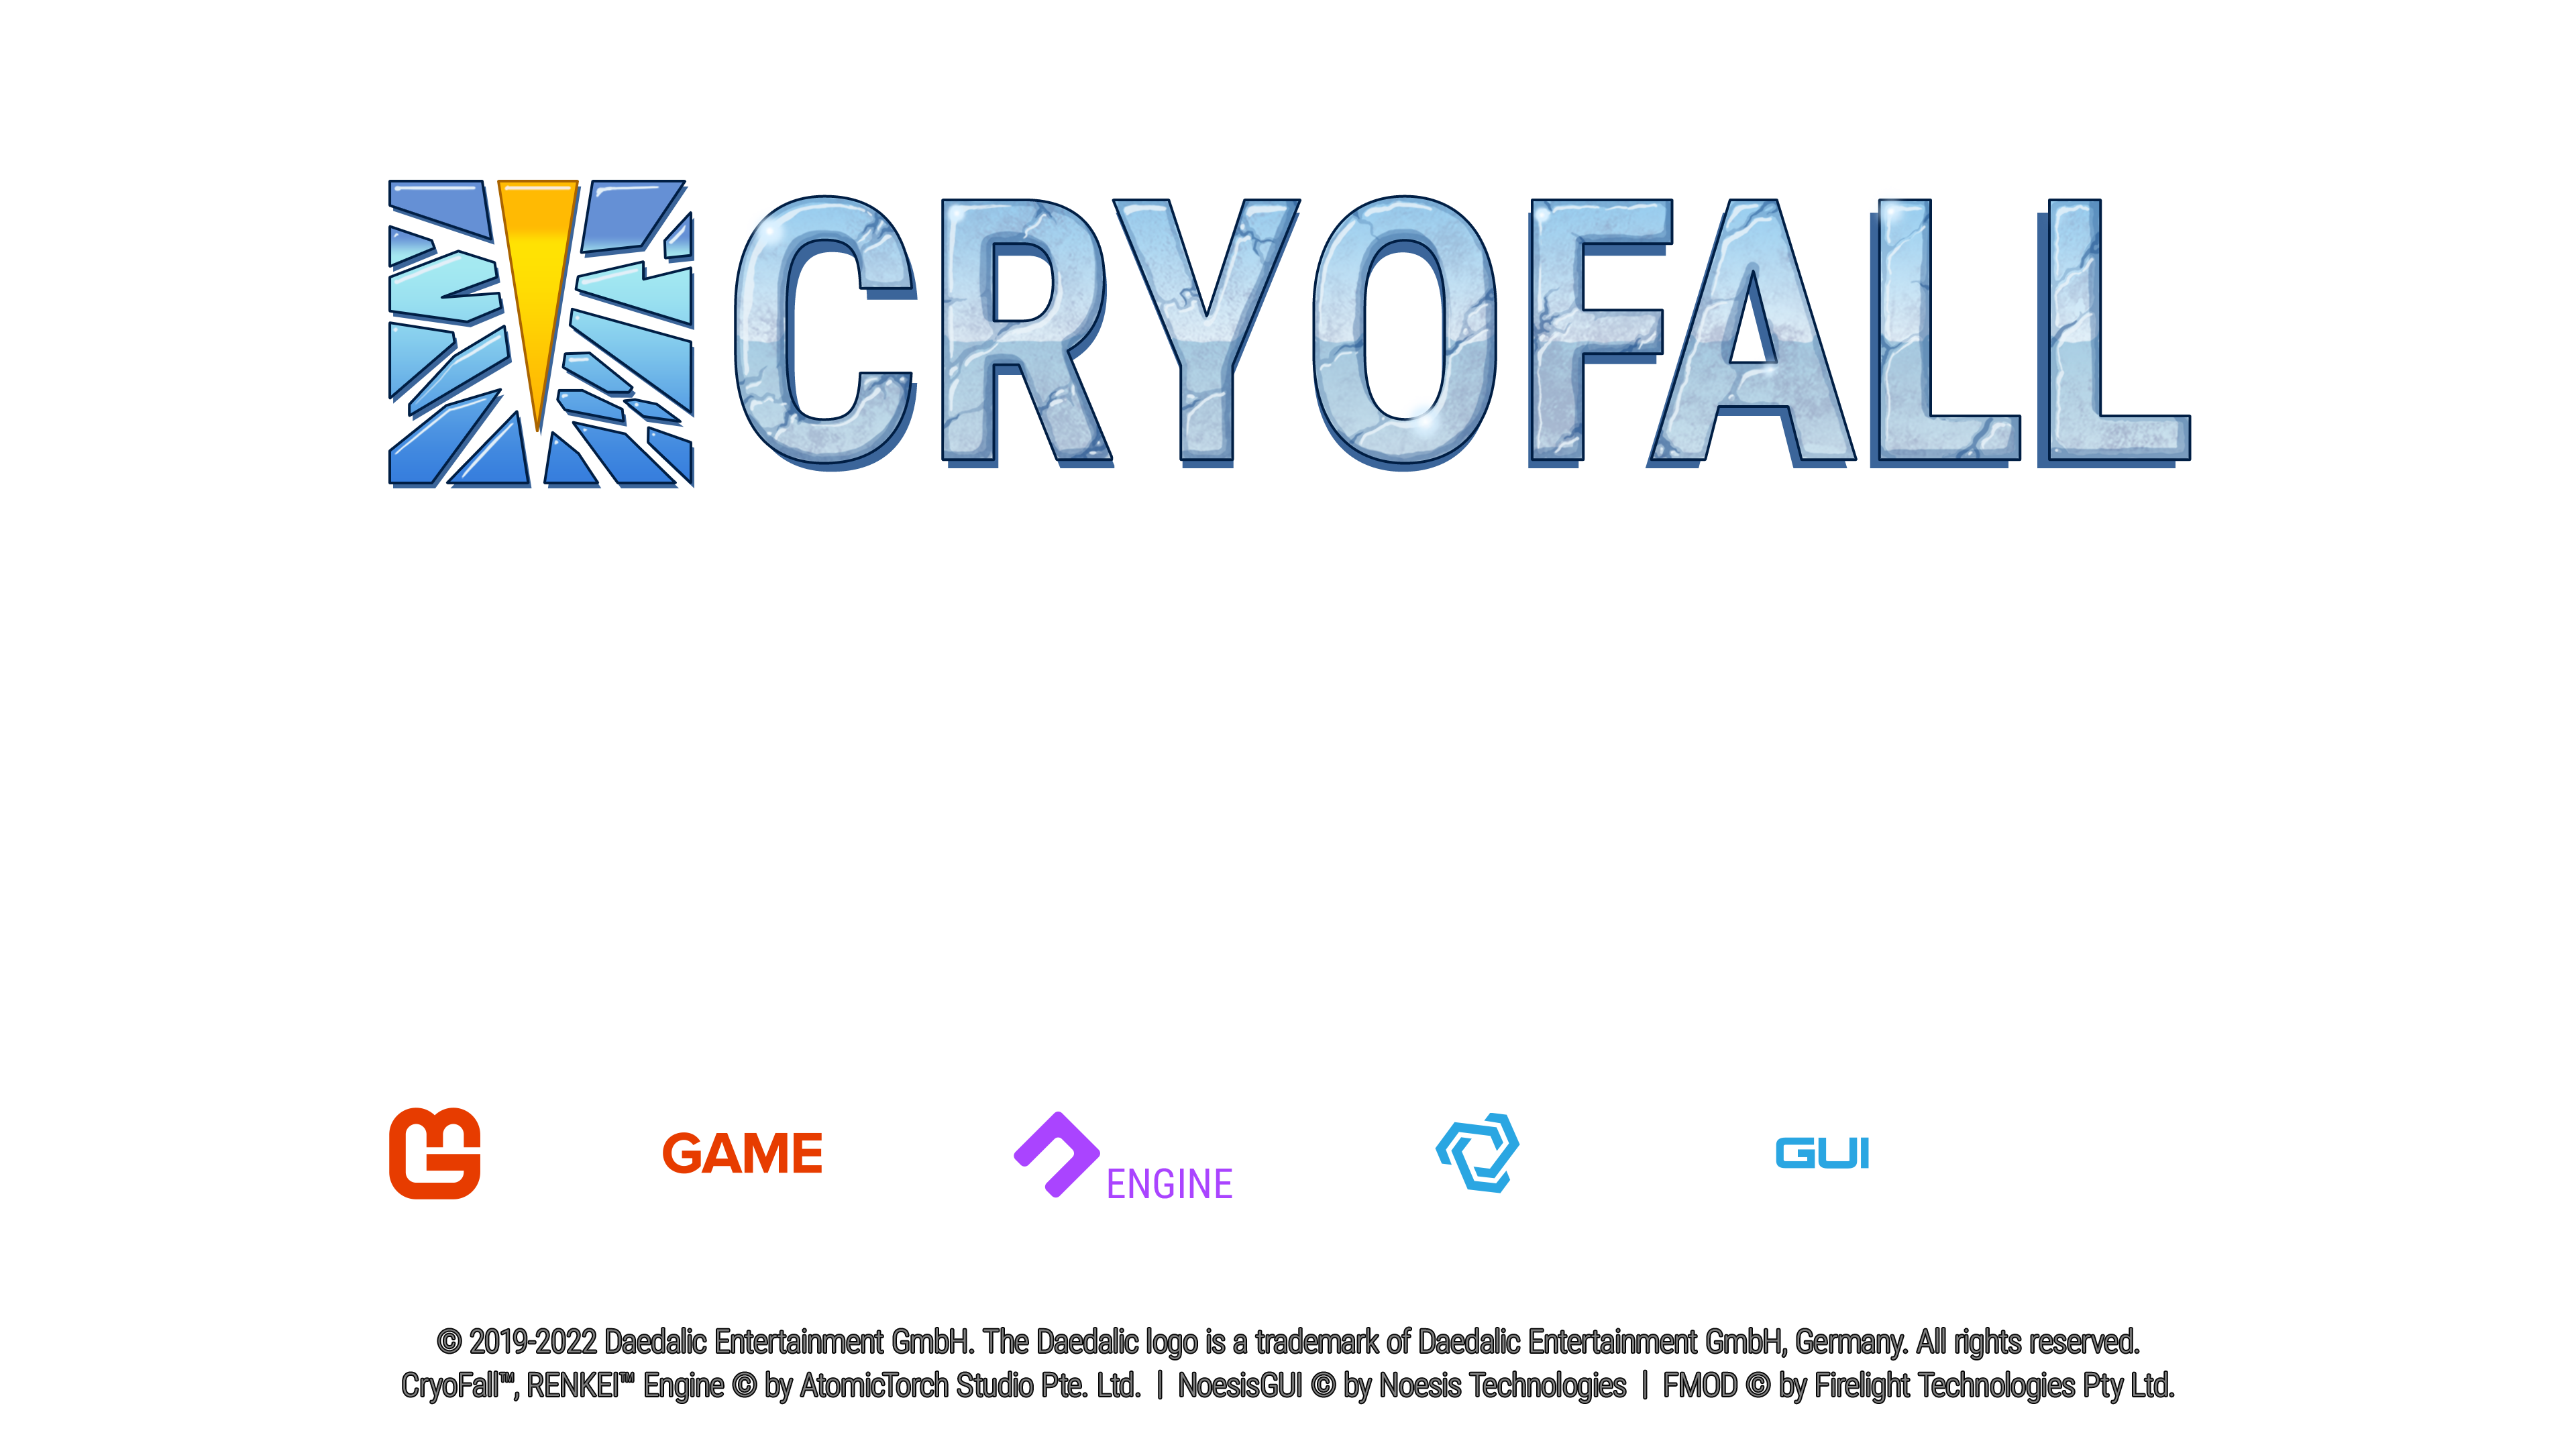 CRYOFALL
GAME
ENGINE
GUI
© 2019-2022 Daedalic Entertainment GmbH. The Daedalic logo is a trademark of Daedalic Entertainment GmbH, Germany. All rights reserved.
CryoFall™, RENKEI™ Engine © by AtomicTorch Studio Pte. Ltd. | NoesisGUI © by Noesis Technologies | FMOD © by Firelight Technologies Pty Ltd.